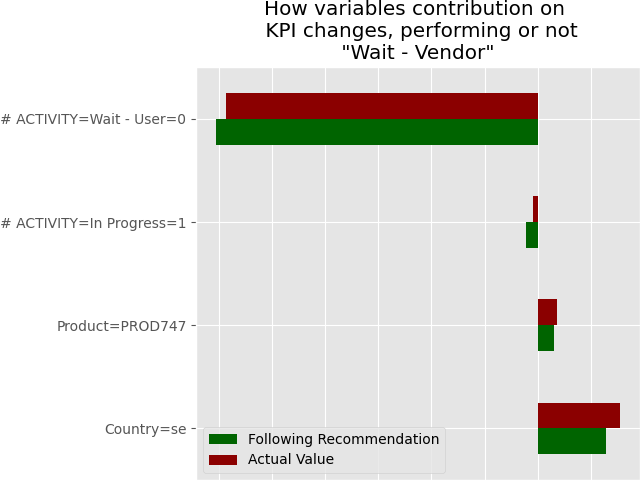 How variables contribution on
KPI changes, performing or not
"Wait - Vendor"
# ACTIVITY=Wait - User=0
# ACTIVITY=In Progress=1
Product=PROD747
Country=se
Following Recommendation
Actual Value